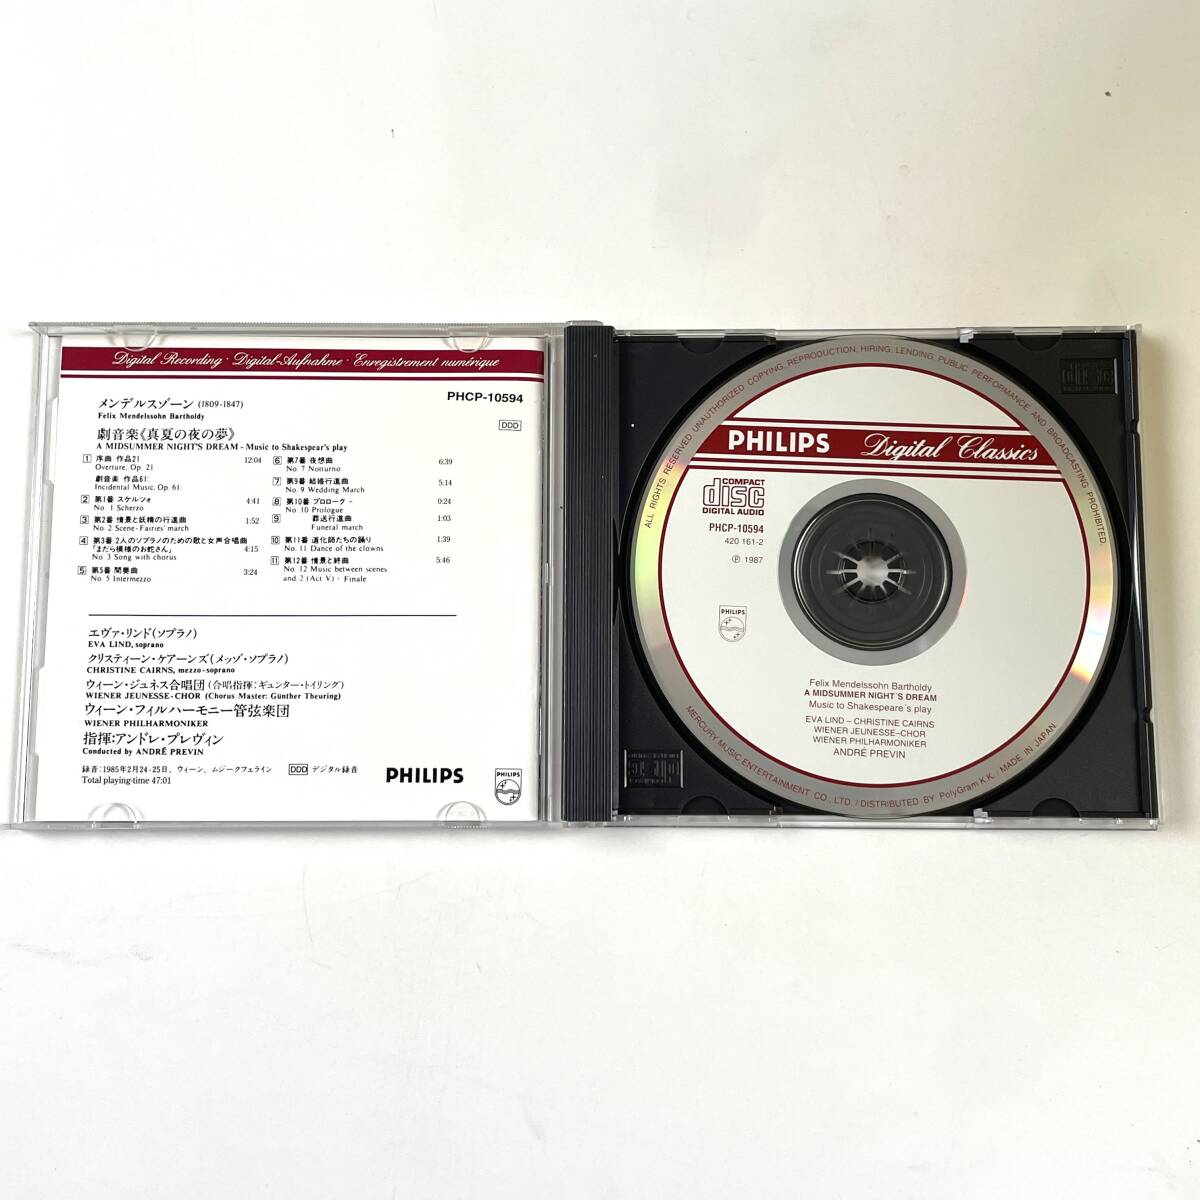 Digital Recording · Digital-Aufnahme · Enregistrement numérique
PHCP-10594
メンデルスゾーン (1809-1847)
Felix Mendelssohn Bartholdy
DDD
劇音楽《真夏の夜の夢》
A MIDSUMMER NIGHT'S DREAM - Music to Shakespear's play
1 序曲 作品21 12:04
Overture, Op. 21
劇音楽 作品61:
Incidental Music, Op. 61:
2 第1番 スケルツォ 4:41
No. 1 Scherzo
3 第2番 情景と妖精の行進曲 1:52
No. 2 Scene-Fairies' march
4 第3番 2人のソプラノのための歌と女声合唱曲
「まだら模様のお蛇さん」 4:15
No. 3 Song with chorus
5 第5番 間奏曲 3:24
No. 5 Intermezzo
6 第7番 夜想曲 6:39
No. 7 Notturno
7 第9番 結婚行進曲 5:14
No. 9 Wedding March
8 第10番 プロローグ - 0:24
No. 10 Prologue
9 葬送行進曲 1:03
Funeral march
10 第11番 道化師たちの踊り 1:39
No. 11 Dance of the clowns
11 第12番 情景と終曲 5:46
No. 12 Music between scenes
and 2 (Act V) - Finale
エヴァ・リンド(ソプラノ)
EVA LIND, soprano
クリスティーン・ケアーンズ(メッゾ・ソプラノ)
CHRISTINE CAIRNS, mezzo-soprano
ウィーン・ジュネス合唱団(合唱指揮:ギュンター・トイリング)
WIENER JEUNESSE-CHOR (Chorus Master: Günther Theuring)
ウィーン・フィルハーモニー管弦楽団
WIENER PHILHARMONIKER
指揮:アンドレ・プレヴィン
Conducted by ANDRÉ PREVIN
録音:1985年2月24-25日, ウィーン, ムジークフェライン DDD デジタル録音
Total playing-time 47:01
PHILIPS
PHILIPS
ALL RIGHTS RESERVED. UNAUTHORIZED COPYING, REPRODUCTION, HIRING, LENDING, PUBLIC PERFORMANCE AND BROADCASTING PROHIBITED.
PHILIPS Digital Classics
COMPACT
disc
DIGITAL AUDIO
PHCP-10594
420 161-2
Ⓟ 1987
PHILIPS
Felix Mendelssohn Bartholdy
A MIDSUMMER NIGHT'S DREAM
Music to Shakespeare's play
EVA LIND – CHRISTINE CAIRNS
WIENER JEUNESSE–CHOR
WIENER PHILHARMONIKER
ANDRÉ PREVIN
MERCURY MUSIC ENTERTAINMENT CO., LTD. / DISTRIBUTED BY PolyGram K.K. / MADE IN JAPAN